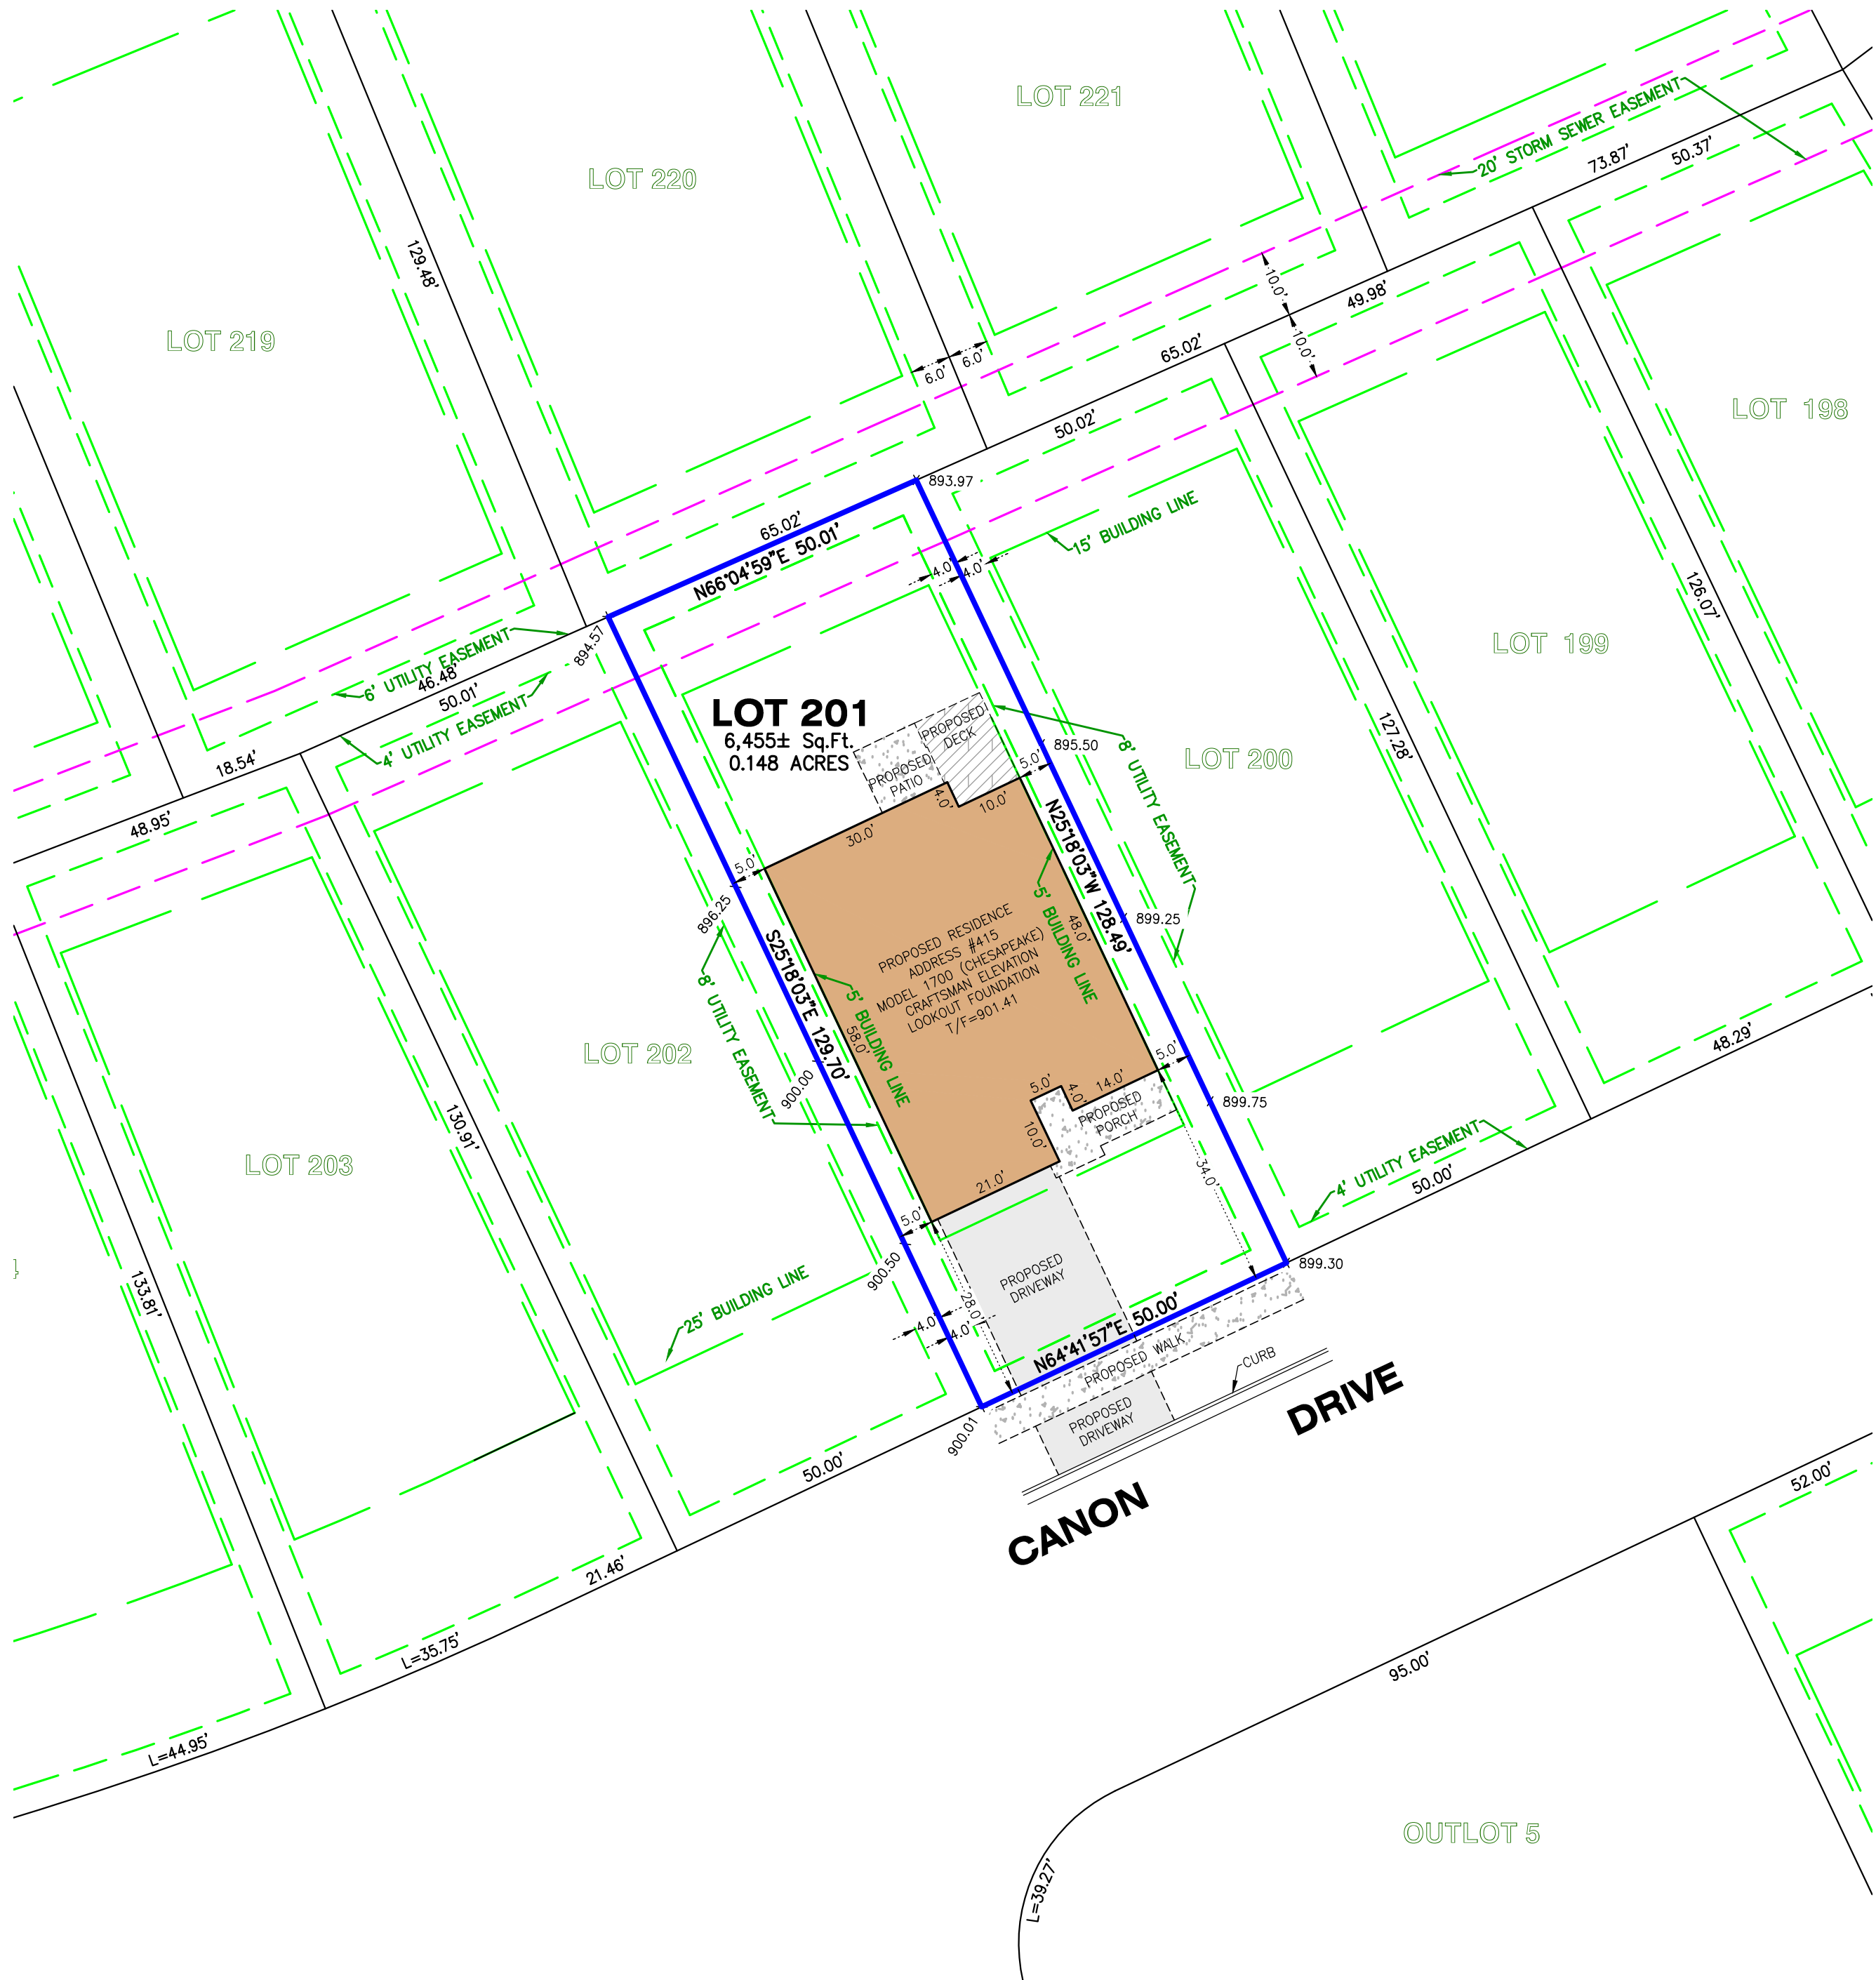 LOT 221
20' STORM SEWER EASEMENT
73.87'
50.37'
LOT 220
129.48'
10.0'
10.0'
49.98'
LOT 219
65.02'
6.0'
6.0'
LOT  198
50.02'
893.97
15' BUILDING LINE
65.02'
N66°04'59"E  50.01'
4.0'
4.0'
126.07'
894.57
6' UTILITY EASEMENT
46.48'
50.01'
4' UTILITY EASEMENT
LOT  199
LOT 201
6,455± Sq.Ft.
0.148 ACRES
PROPOSED
DECK
PROPOSED
PATIO
895.50
8' UTILITY EASEMENT
LOT 200
127.28'
18.54'
48.95'
5.0'
4.0'
10.0'
30.0'
5.0'
N25°18'03"W  128.49'
896.25
899.25
5' BUILDING LINE
48.0'
PROPOSED RESIDENCE
ADDRESS #415
MODEL 1700 (CHESAPEAKE)
CRAFTSMAN ELEVATION
LOOKOUT FOUNDATION
T/F=901.41
S25°18'03"E  129.70'
5' BUILDING LINE
58.0'
8' UTILITY EASEMENT
LOT 202
900.00
5.0'
5.0'
4.0'
14.0'
PROPOSED
PORCH
899.75
48.29'
130.91'
LOT 203
10.0'
21.0'
34.0'
4' UTILITY EASEMENT
50.00'
5.0'
900.50
PROPOSED
DRIVEWAY
899.30
133.81'
25' BUILDING LINE
28.0'
4.0'
4.0'
N64°41'57"E  50.00'
PROPOSED WALK
CURB
PROPOSED
DRIVEWAY
900.01
50.00'
CANON DRIVE
52.00'
21.46'
L=35.75'
95.00'
L=44.95'
OUTLOT 5
L=39.27'